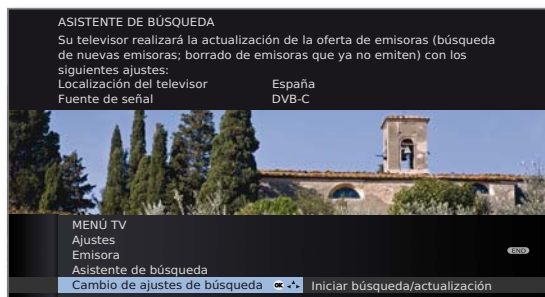 ASISTENTE DE BÚSQUEDA
Su televisor realizará la actualización de la oferta de emisoras (búsqueda
de nuevas emisoras; borrado de emisoras que ya no emiten) con los
siguientes ajustes:
Localización del televisor España
Fuente de señal DVB-C
MENÚ TV
Ajustes
END
Emisora
Asistente de búsqueda
Cambio de ajustes de búsqueda OK Iniciar búsqueda/actualización